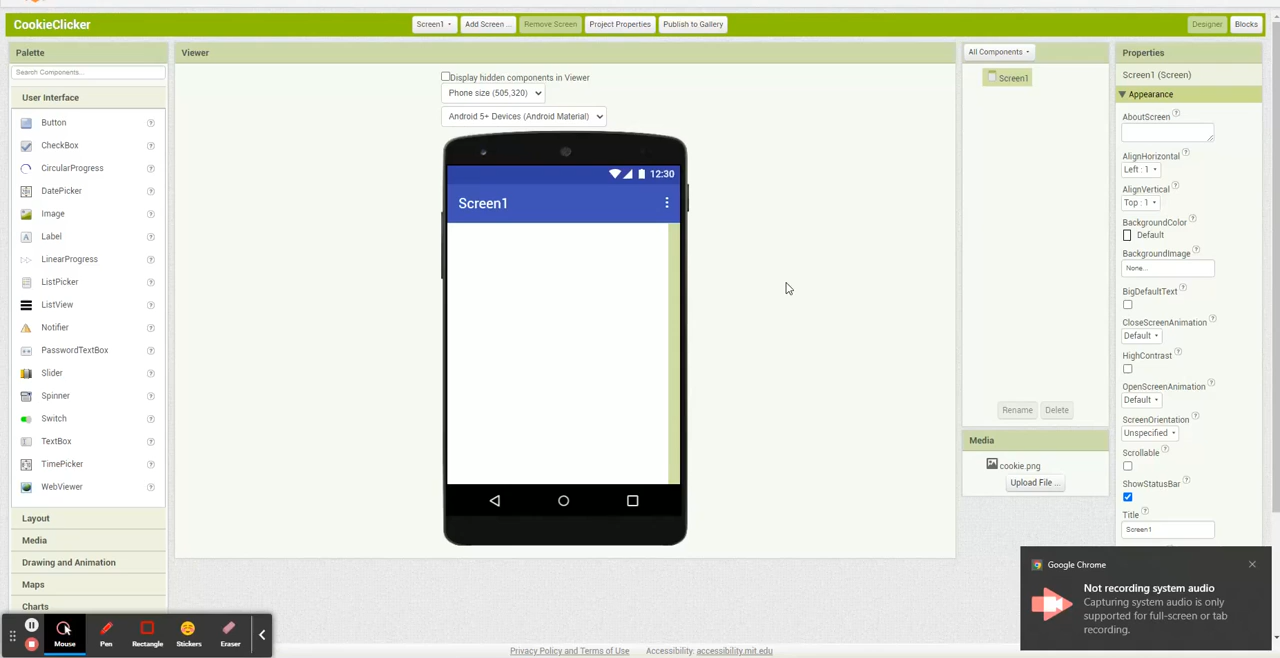 CookieClicker
Screen1
Add Screen ...
Remove Screen
Project Properties
Publish to Gallery
Designer
Blocks
Palette
Search Components...
User Interface
Button
CheckBox
CircularProgress
DatePicker
Image
Label
LinearProgress
ListPicker
ListView
Notifier
PasswordTextBox
Slider
Spinner
Switch
TextBox
TimePicker
WebViewer
Layout
Media
Drawing and Animation
Maps
Charts
Viewer
Display hidden components in Viewer
Phone size (505,320)
Android 5+ Devices (Android Material)
12:30
Screen1
All Components
Screen1
Rename
Delete
Media
cookie.png
Upload File ...
Properties
Screen1 (Screen)
Appearance
AboutScreen
AlignHorizontal
Left : 1
AlignVertical
Top : 1
BackgroundColor
Default
BackgroundImage
None...
BigDefaultText
CloseScreenAnimation
Default
HighContrast
OpenScreenAnimation
Default
ScreenOrientation
Unspecified
Scrollable
ShowStatusBar
Title
Screen1
Google Chrome
Not recording system audio
Capturing system audio is only
supported for full-screen or tab
recording.
Mouse
Pen
Rectangle
Stickers
Eraser
Privacy Policy and Terms of Use
Accessibility: accessibility.mit.edu